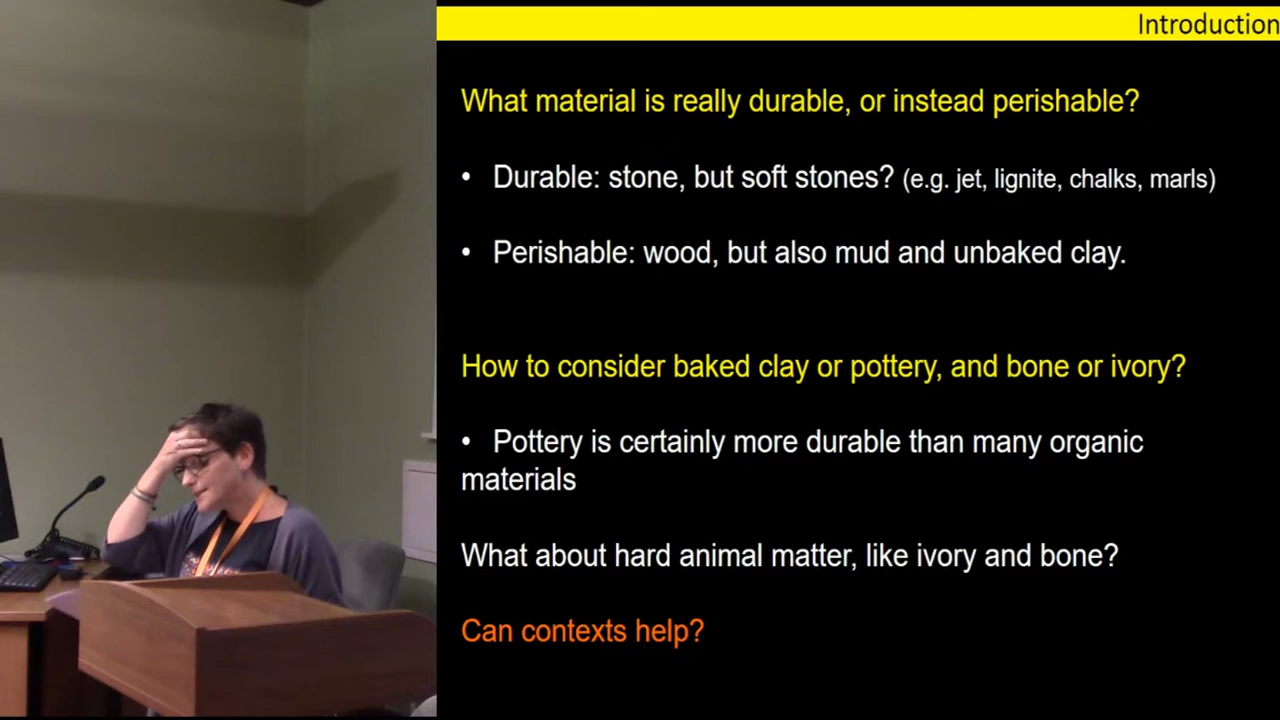 Introduction
What material is really durable, or instead perishable?
• Durable: stone, but soft stones? (e.g. jet, lignite, chalks, marls)
• Perishable: wood, but also mud and unbaked clay.
How to consider baked clay or pottery, and bone or ivory?
• Pottery is certainly more durable than many organic
materials
What about hard animal matter, like ivory and bone?
Can contexts help?